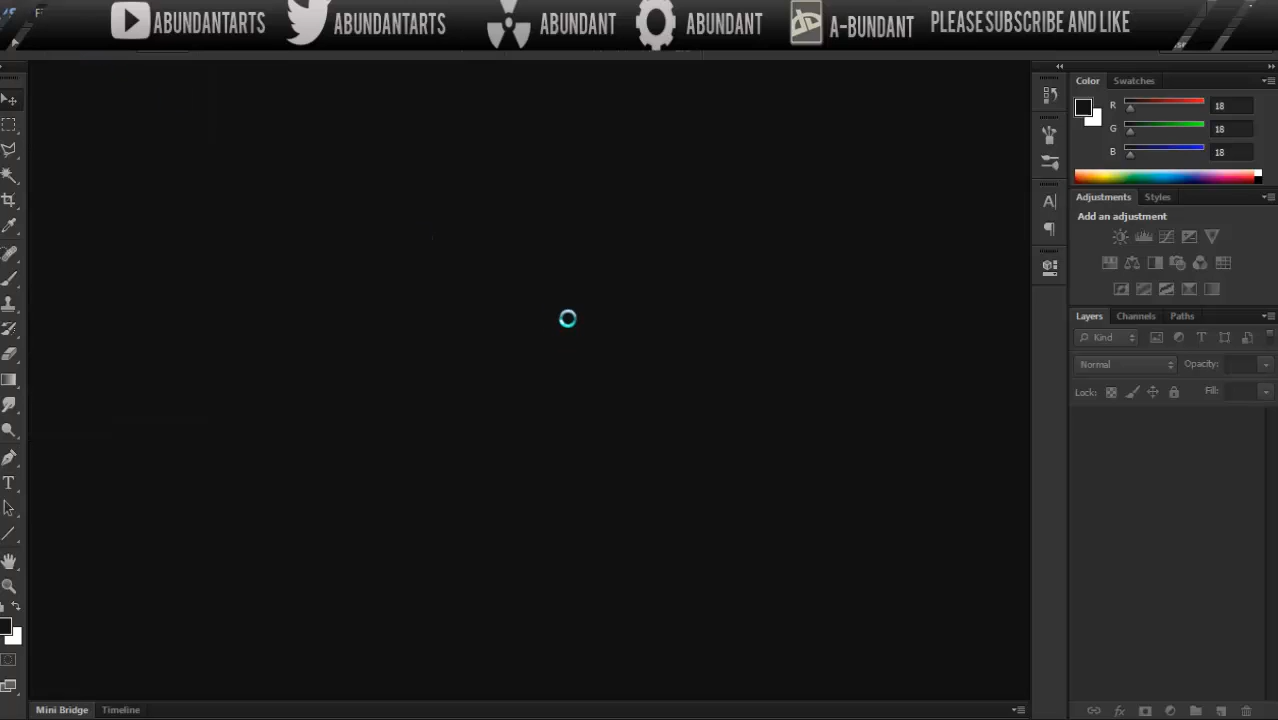 ABUNDANTARTS
ABUNDANTARTS
ABUNDANT
ABUNDANT
A-BUNDANT
PLEASE SUBSCRIBE AND LIKE
Color
Swatches
R
18
G
18
B
18
Adjustments
Styles
Add an adjustment
Layers
Channels
Paths
Kind
Normal
Opacity:
Lock:
Fill:
Mini Bridge
Timeline